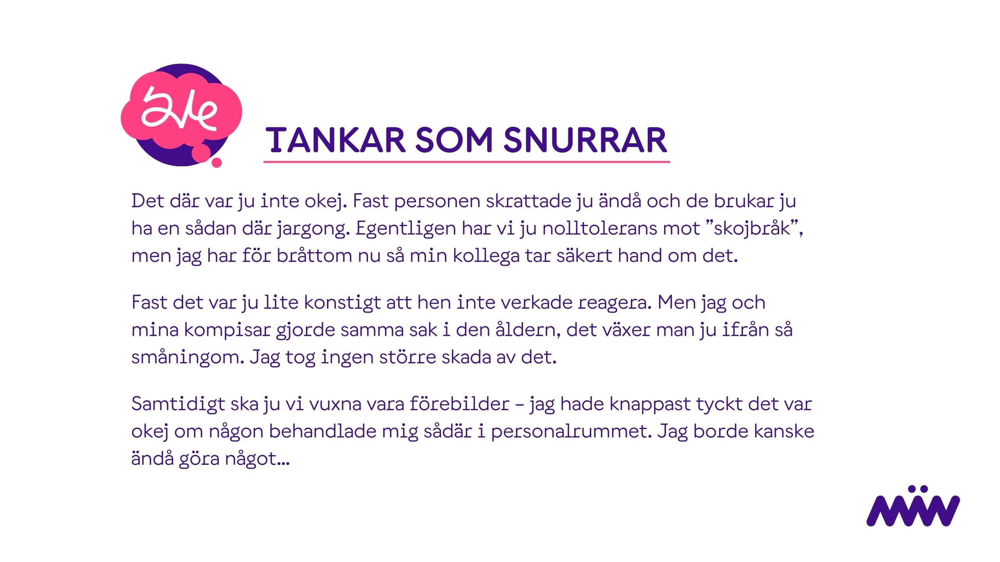 TANKAR SOM SNURRAR
Det där var ju inte okej. Fast personen skrattade ju ändå och de brukar ju
ha en sådan där jargong. Egentligen har vi ju nolltolerans mot ”skojbråk”,
men jag har för bråttom nu så min kollega tar säkert hand om det.
Fast det var ju lite konstigt att hen inte verkade reagera. Men jag och
mina kompisar gjorde samma sak i den åldern, det växer man ju ifrån så
småningom. Jag tog ingen större skada av det.
Samtidigt ska ju vi vuxna vara förebilder – jag hade knappast tyckt det var
okej om någon behandlade mig sådär i personalrummet. Jag borde kanske
ändå göra något...